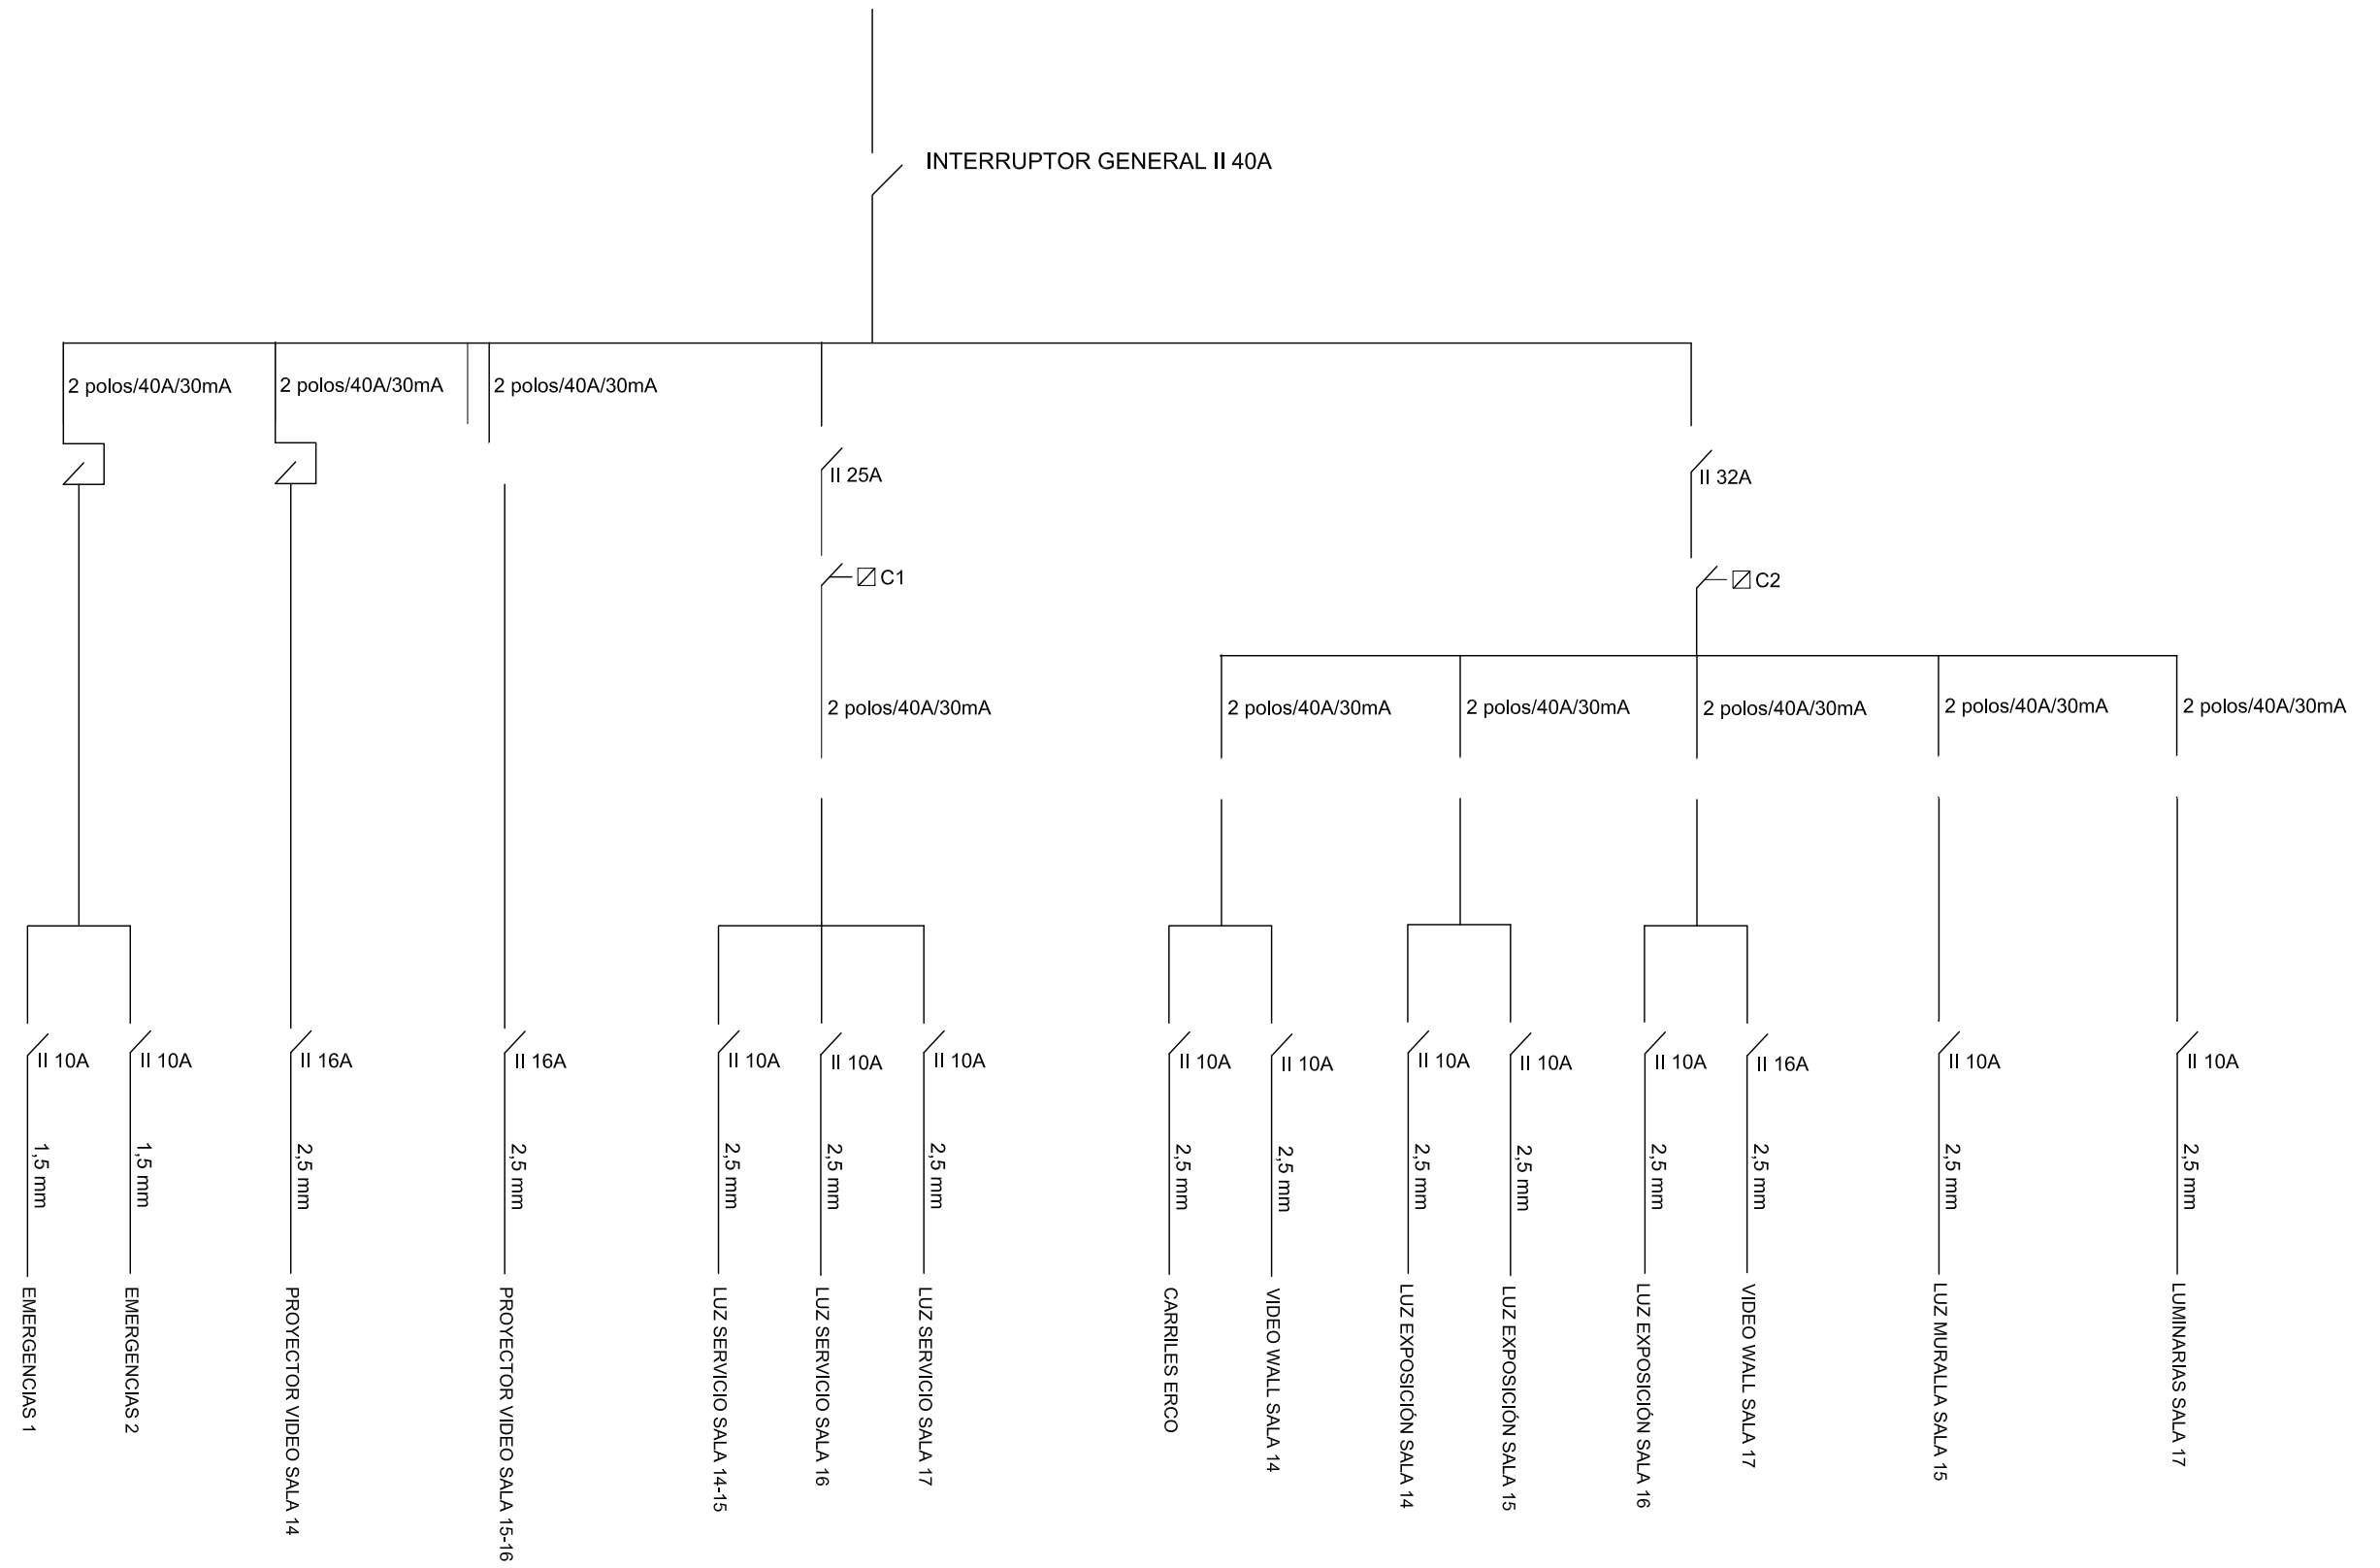 INTERRUPTOR GENERAL II 40A
2 polos/40A/30mA
2 polos/40A/30mA
2 polos/40A/30mA
II 25A
II 32A
C1
C2
2 polos/40A/30mA
2 polos/40A/30mA
2 polos/40A/30mA
2 polos/40A/30mA
2 polos/40A/30mA
2 polos/40A/30mA
II 10A
II 10A
II 16A
II 16A
II 10A
II 10A
II 10A
II 10A
II 10A
II 10A
II 10A
II 10A
II 16A
II 10A
II 10A
1,5 mm
1,5 mm
2,5 mm
2,5 mm
2,5 mm
2,5 mm
2,5 mm
2,5 mm
2,5 mm
2,5 mm
2,5 mm
2,5 mm
2,5 mm
2,5 mm
2,5 mm
EMERGENCIAS 1
EMERGENCIAS 2
PROYECTOR VIDEO SALA 14
PROYECTOR VIDEO SALA 15-16
LUZ SERVICIO SALA 14-15
LUZ SERVICIO SALA 16
LUZ SERVICIO SALA 17
CARRILES ERCO
VIDEO WALL SALA 14
LUZ EXPOSICIÓN SALA 14
LUZ EXPOSICIÓN SALA 15
LUZ EXPOSICIÓN SALA 16
VIDEO WALL SALA 17
LUZ MURALLA SALA 15
LUMINARIAS SALA 17